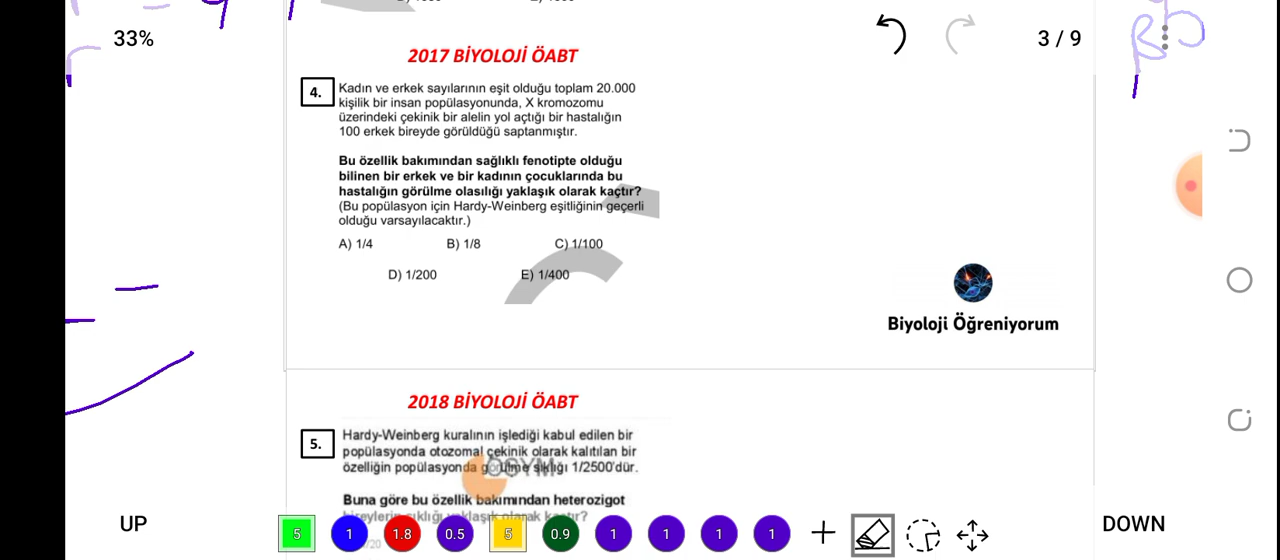 33%
3 / 9
2017 BİYOLOJİ ÖABT
4.
Kadın ve erkek sayılarının eşit olduğu toplam 20.000
kişilik bir insan popülasyonunda, X kromozomu
üzerindeki çekinik bir alelin yol açtığı bir hastalığın
100 erkek bireyde görüldüğü saptanmıştır.
Bu özellik bakımından sağlıklı fenotipte olduğu
bilinen bir erkek ve bir kadının çocuklarında bu
hastalığın görülme olasılığı yaklaşık olarak kaçtır?
(Bu popülasyon için Hardy-Weinberg eşitliğinin geçerli
olduğu varsayılacaktır.)
A) 1/4 B) 1/8 C) 1/100
D) 1/200 E) 1/400
Biyoloji Öğreniyorum
2018 BİYOLOJİ ÖABT
5.
Hardy-Weinberg kuralının işlediği kabul edilen bir
popülasyonda otozomal çekinik olarak kalıtılan bir
özelliğin popülasyonda görülme sıklığı 1/2500'dür.
ÖSYM
Buna göre bu özellik bakımından heterozigot
bireylerin sıklığı yaklaşık olarak kaçtır?
UP
5 1 1.8 0.5 5 0.9 1 1 1 1
DOWN